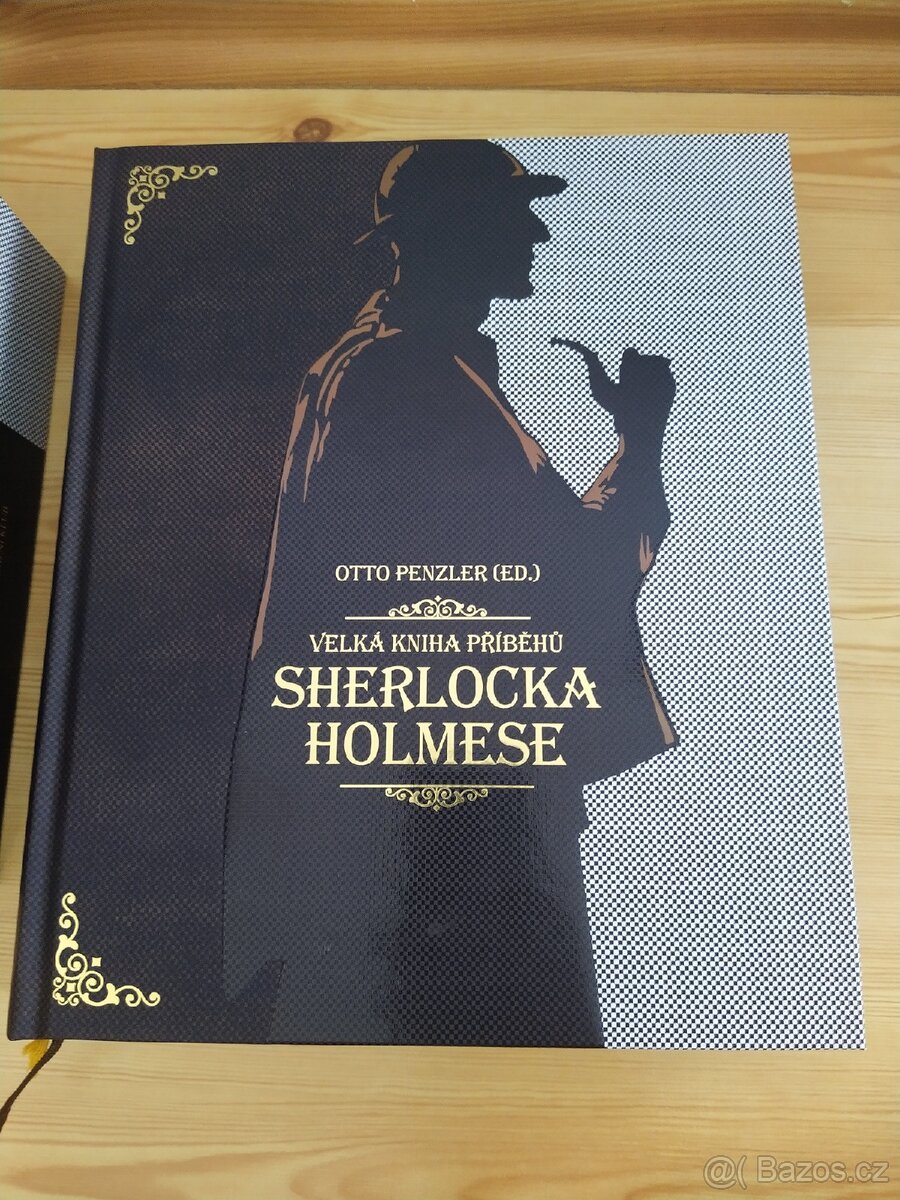 OTTO PENZLER (ED.)
VELKÁ KNIHA PŘÍBĚHŮ
SHERLOCKA
HOLMESE
@( Bazos.cz